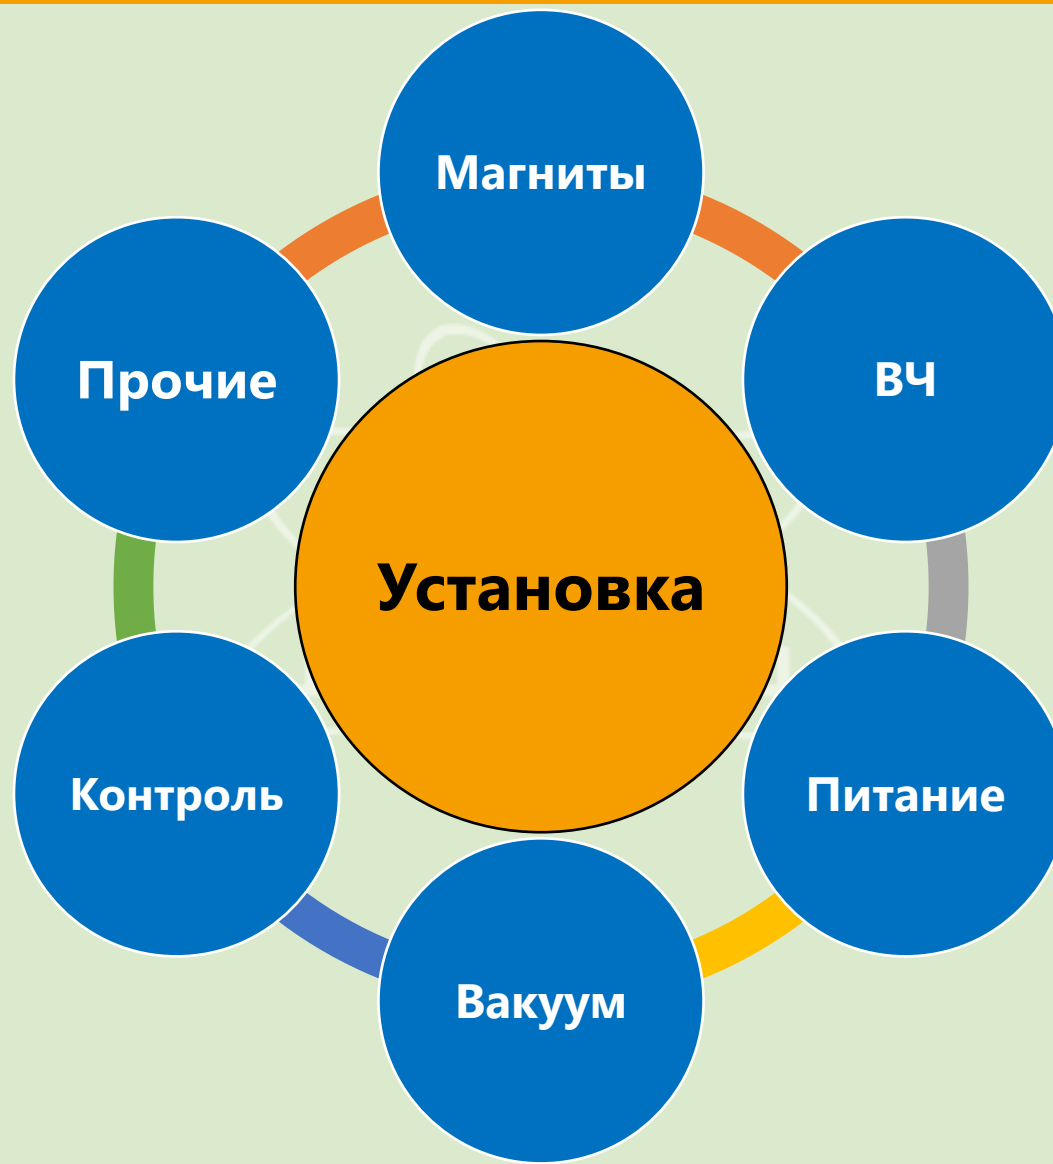 Магниты
ВЧ
Прочие
Установка
Питание
Контроль
Вакуум